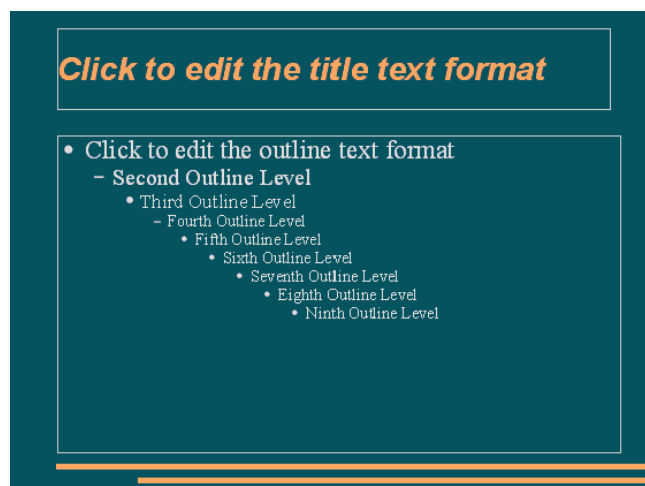 Click to edit the title text format
• Click to edit the outline text format
– Second Outline Level
• Third Outline Level
– Fourth Outline Level
• Fifth Outline Level
• Sixth Outline Level
• Seventh Outline Level
• Eighth Outline Level
• Ninth Outline Level